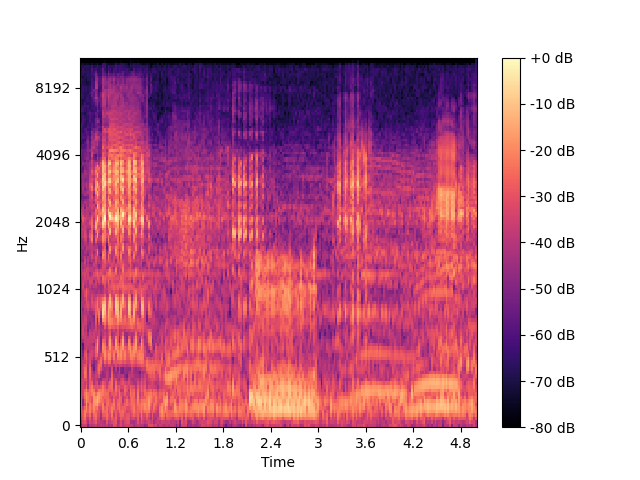 8192
4096
2048
1024
512
0
Hz
0 0.6 1.2 1.8 2.4 3 3.6 4.2 4.8
Time
+0 dB
-10 dB
-20 dB
-30 dB
-40 dB
-50 dB
-60 dB
-70 dB
-80 dB